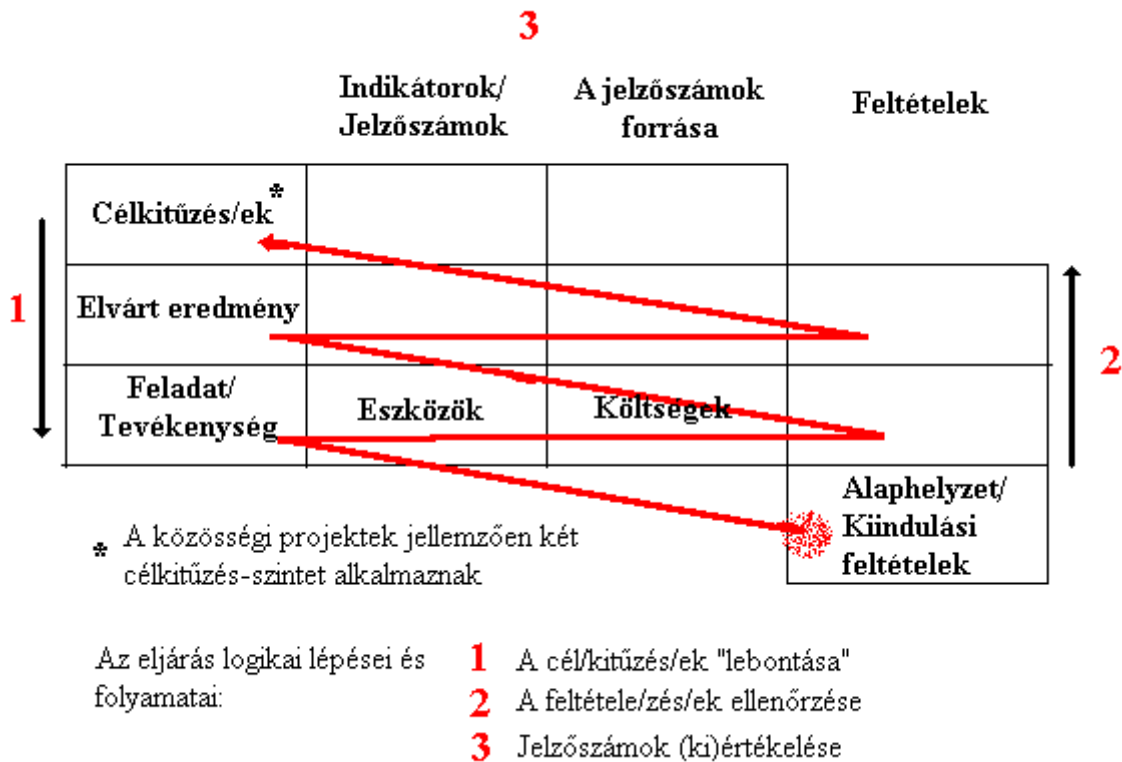 3
Indikátorok/
Jelzőszámok
A jelzőszámok
forrása
Feltételek
Célkitűzés/ek*
1
Elvárt eredmény
2
Feladat/
Tevékenység
Eszközök
Költségek
Alaphelyzet/
Kiindulási
feltételek
* A közösségi projektek jellemzően két
célkitűzés-szintet alkalmaznak
Az eljárás logikai lépései és
folyamatai:
1 A cél/kitűzés/ek "lebontása"
2 A feltétele/zés/ek ellenőrzése
3 Jelzőszámok (ki)értékelése